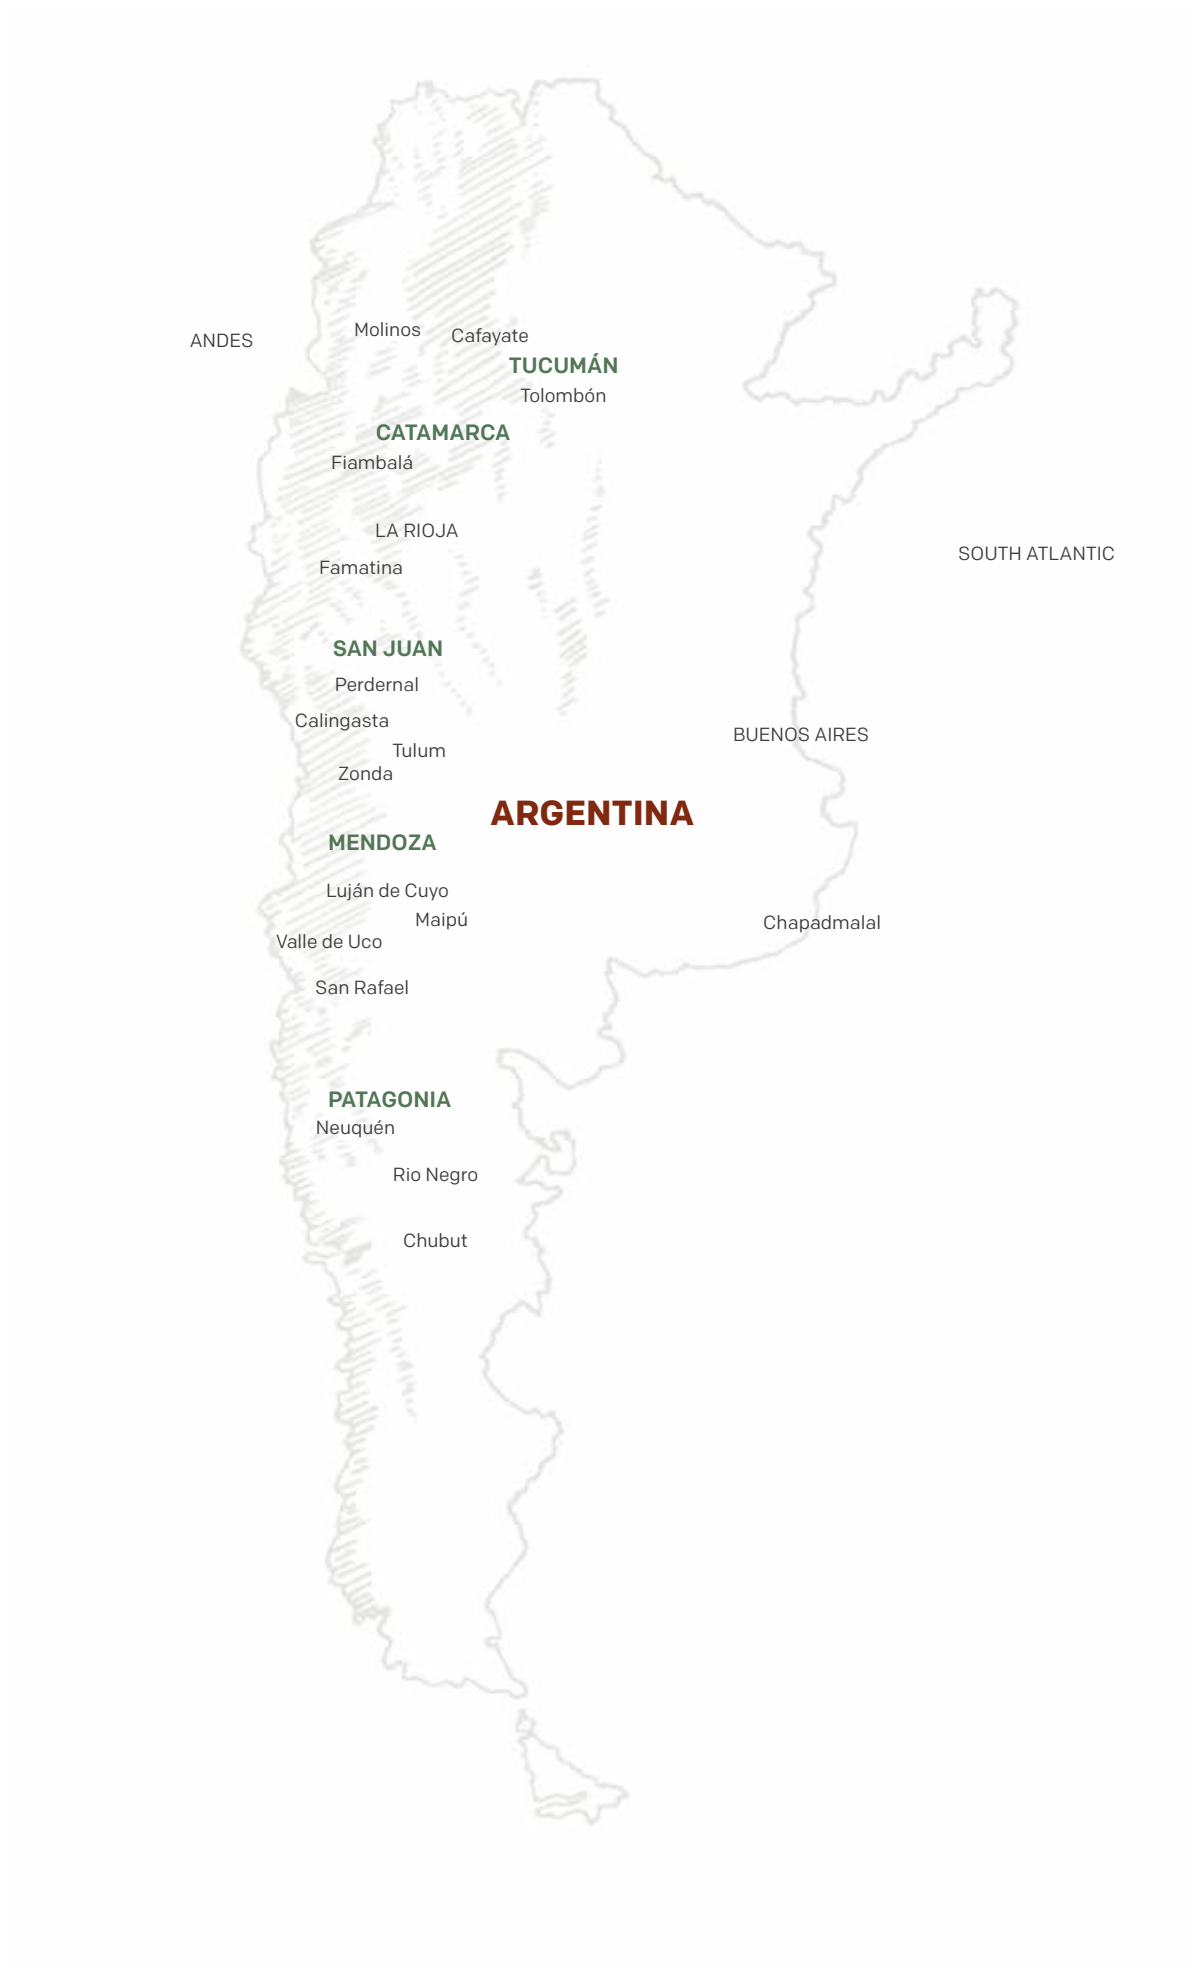 Molinos
Cafayate
ANDES
TUCUMÁN
Tolombón
CATAMARCA
Fiambalá
LA RIOJA
SOUTH ATLANTIC
Famatina
SAN JUAN
Perdernal
Calingasta
BUENOS AIRES
Tulum
Zonda
ARGENTINA
MENDOZA
Luján de Cuyo
Maipú
Chapadmalal
Valle de Uco
San Rafael
PATAGONIA
Neuquén
Rio Negro
Chubut